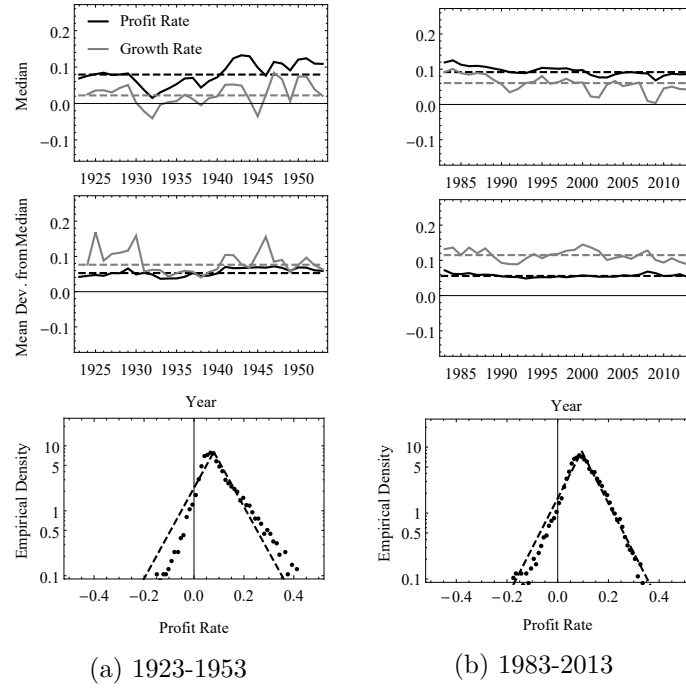 Profit Rate
Growth Rate
Median
0.2
0.1
0.0
−0.1
1925 1930 1935 1940 1945 1950
0.2
0.1
0.0
−0.1
1985 1990 1995 2000 2005 2010
Mean Dev. from Median
0.2
0.1
0.0
−0.1
1925 1930 1935 1940 1945 1950
Year
0.2
0.1
0.0
−0.1
1985 1990 1995 2000 2005 2010
Year
Empirical Density
10
5
1
0.5
0.1
−0.4 −0.2 0.0 0.2 0.4
Profit Rate
Empirical Density
10
5
1
0.5
0.1
−0.4 −0.2 0.0 0.2 0.4
Profit Rate
(a) 1923-1953
(b) 1983-2013